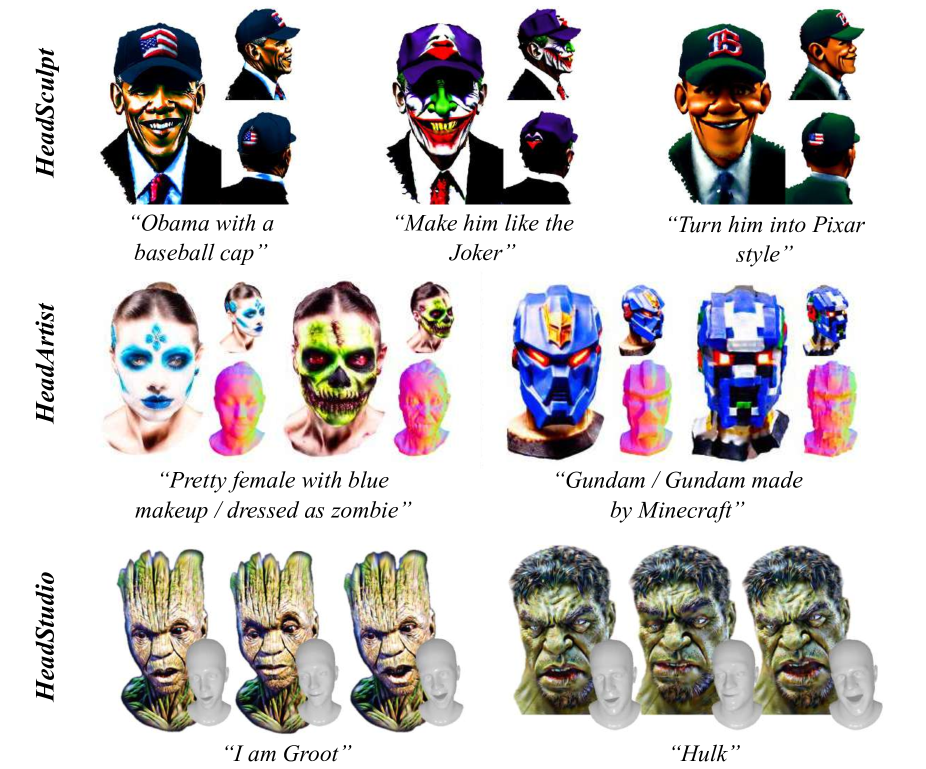 HeadSculpt
“Obama with a
baseball cap”
“Make him like the
Joker”
“Turn him into Pixar
style”
HeadArtist
“Pretty female with blue
makeup / dressed as zombie”
“Gundam / Gundam made
by Minecraft”
HeadStudio
“I am Groot”
“Hulk”